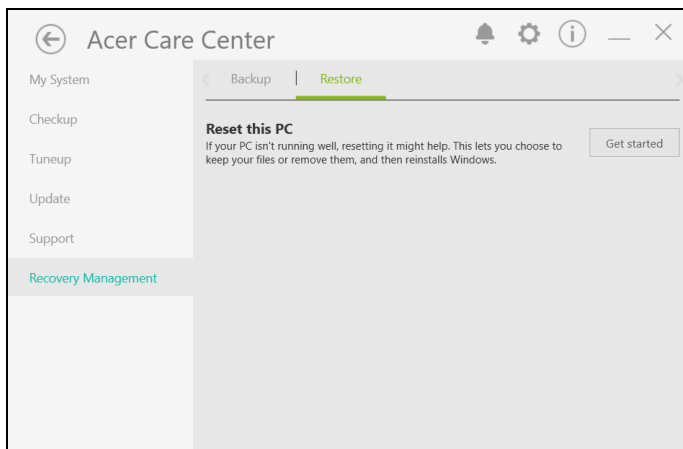 Acer Care Center
My System
Checkup
Tuneup
Update
Support
Recovery Management
Backup
Restore
Reset this PC
If your PC isn't running well, resetting it might help. This lets you choose to
keep your files or remove them, and then reinstalls Windows.
Get started